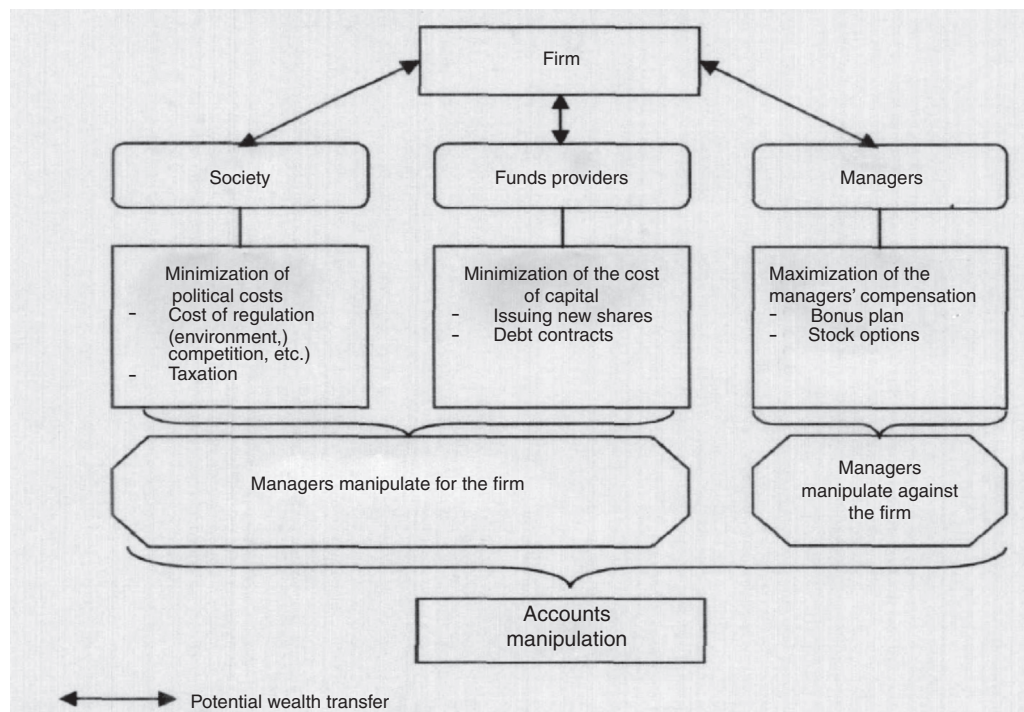 Firm
Society
Funds providers
Managers
Minimization of
political costs
- Cost of regulation
(environment,)
competition, etc.)
- Taxation
Minimization of the cost
of capital
- Issuing new shares
- Debt contracts
Maximization of the
managers' compensation
- Bonus plan
- Stock options
Managers manipulate for the firm
Managers
manipulate against
the firm
Accounts
manipulation
Potential wealth transfer